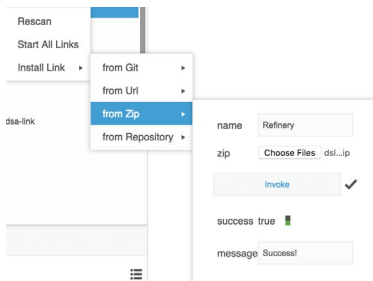 Rescan
Start All Links
Install Link
from Git
from Url
from Zip
from Repository
dsa-link
name Refinery
zip Choose Files dsl...ip
Invoke
success true
message Success!